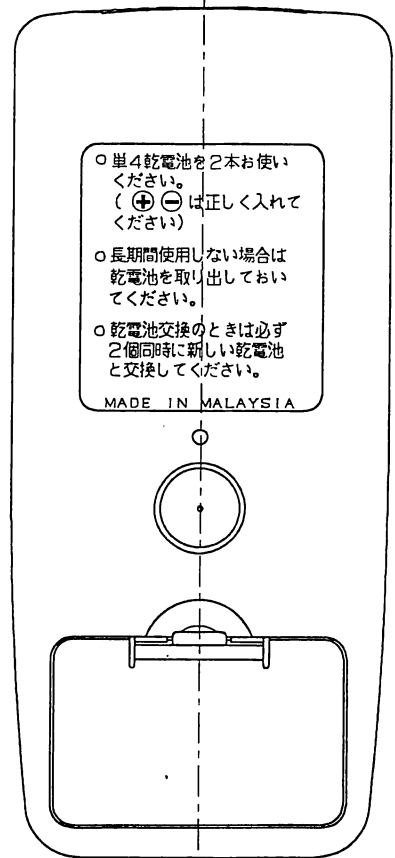 ○ 単4乾電池を2本お使い
ください。
( ⊕ ⊖ は正しく入れて
ください)
○ 長期間使用しない場合は
乾電池を取り出しておい
てください。
○ 乾電池交換のときは必ず
2個同時に新しい乾電池
と交換してください。
MADE IN MALAYSIA